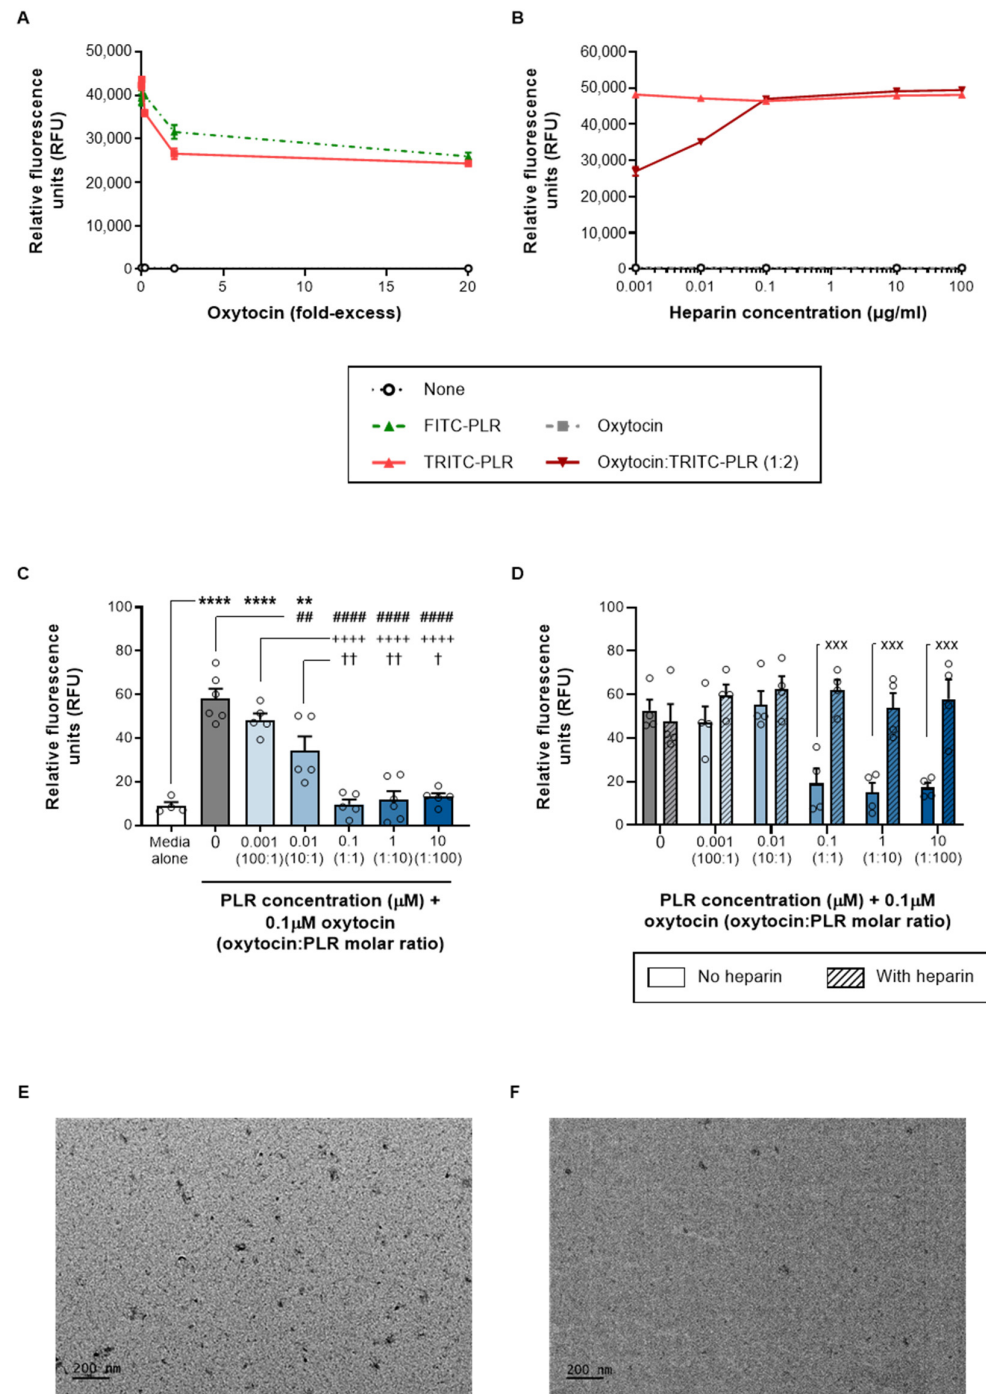 A
B
Relative fluorescence
units (RFU)
50,000
40,000
30,000
20,000
10,000
0
0 5 10 15 20
Oxytocin (fold-excess)
Relative fluorescence
units (RFU)
60,000
50,000
40,000
30,000
20,000
10,000
0
0.001 0.01 0.1 1 10 100
Heparin concentration (µg/ml)
None
FITC-PLR
Oxytocin
TRITC-PLR
Oxytocin:TRITC-PLR (1:2)
C
D
Relative fluorescence
units (RFU)
100
80
60
40
20
0
**** **** **
## #### #### ####
++++ ++++ ++++
†† †† †
Media
alone
0 0.001 0.01 0.1 1 10
(100:1) (10:1) (1:1) (1:10) (1:100)
PLR concentration (µM) +
0.1µM oxytocin
(oxytocin:PLR molar ratio)
Relative fluorescence
units (RFU)
100
80
60
40
20
0
xxx xxx xxx
0 0.001 0.01 0.1 1 10
(100:1) (10:1) (1:1) (1:10) (1:100)
PLR concentration (µM) + 0.1µM
oxytocin (oxytocin:PLR molar ratio)
No heparin With heparin
E
F
200 nm
200 nm